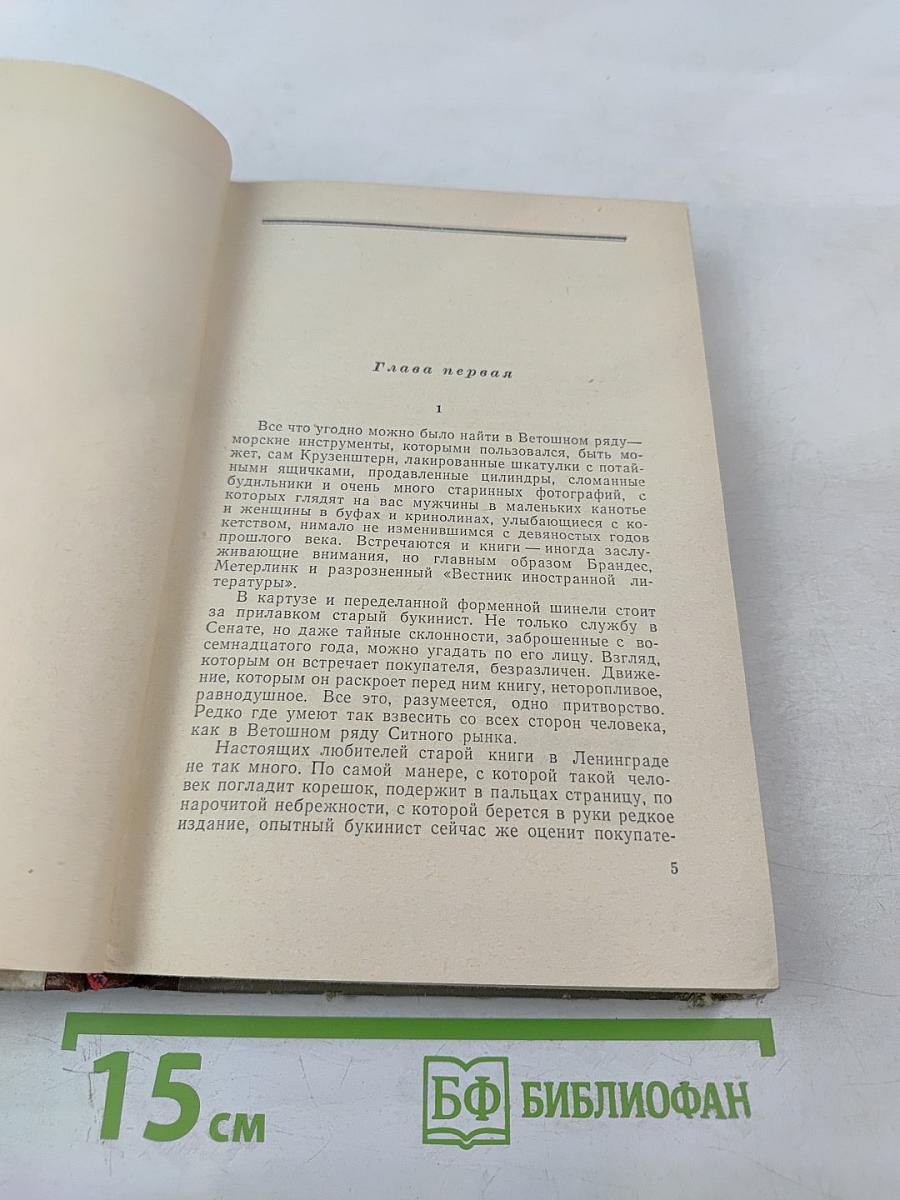 Глава первая
1
Все что угодно можно было найти в Ветошном ряду—
морские инструменты, которыми пользовался, быть мо-
жет, сам Крузенштерн, лакированные шкатулки с потай-
ными ящичками, продавленные цилиндры, сломанные
будильники и очень много старинных фотографий, с
которых глядят на вас мужчины в маленьких канотье
и женщины в буфах и кринолинах, улыбающиеся с ко-
кетством, нимало не изменившимся с девяностых годов
прошлого века. Встречаются и книги — иногда заслу-
живающие внимания, но главным образом Брандес,
Метерлинк и разрозненный «Вестник иностранной ли-
тературы».
В картузе и переделанной форменной шинели стоит
за прилавком старый букинист. Не только службу в
Сенате, но даже тайные склонности, заброшенные с во-
семнадцатого года, можно угадать по его лицу. Взгляд,
которым он встречает покупателя, безразличен. Движе-
ние, которым он раскроет перед ним книгу, неторопливое,
равнодушное. Все это, разумеется, одно притворство.
Редко где умеют так взвесить со всех сторон человека,
как в Ветошном ряду Ситного рынка.
Настоящих любителей старой книги в Ленинграде
не так много. По самой манере, с которой такой чело-
век погладит корешок, подержит в пальцах страницу, по
нарочитой небрежности, с которой берется в руки редкое
издание, опытный букинист сейчас же оценит покупате-
5
15 см
БФ БИБЛИОФАН